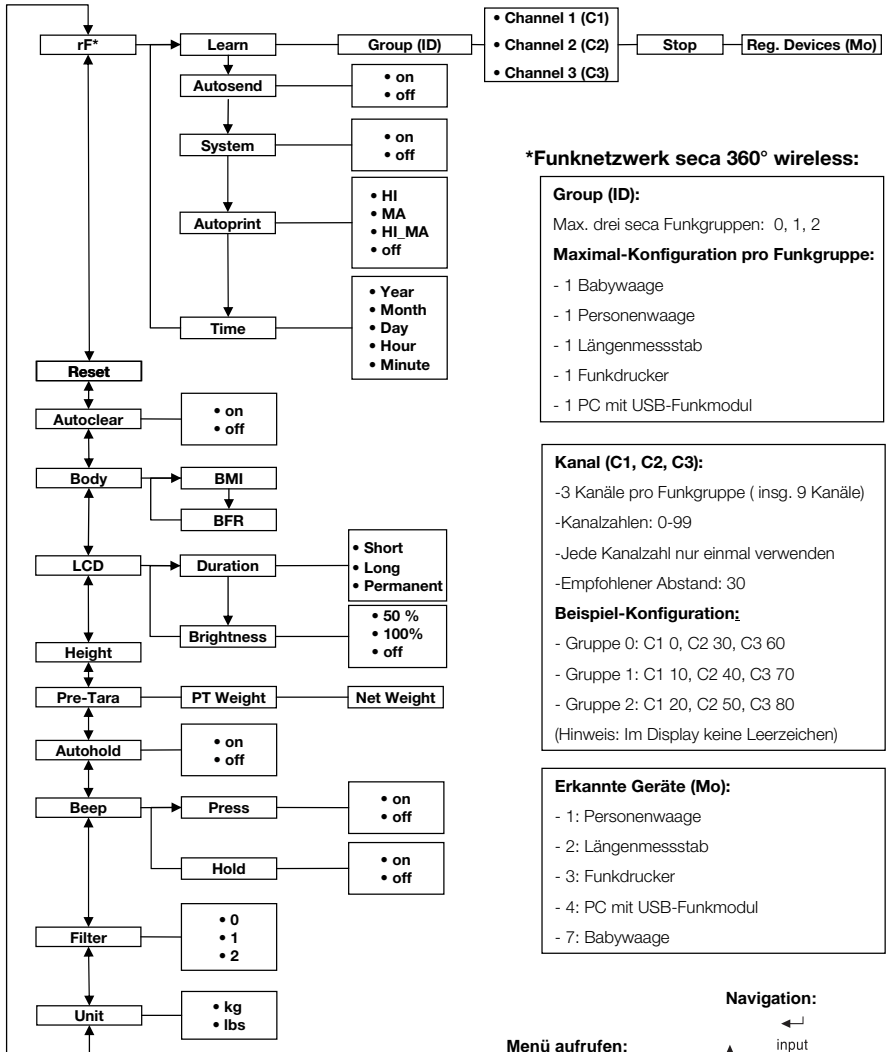 rF*
Learn
Group (ID)
• Channel 1 (C1)
• Channel 2 (C2)
• Channel 3 (C3)
Stop
Reg. Devices (Mo)
Autosend
• on
• off
System
• on
• off
Autoprint
• HI
• MA
• HI_MA
• off
Time
• Year
• Month
• Day
• Hour
• Minute
Reset
Autoclear
• on
• off
Body
BMI
BFR
LCD
Duration
• Short
• Long
• Permanent
Brightness
• 50 %
• 100%
• off
Height
Pre-Tara
PT Weight
Net Weight
Autohold
• on
• off
Beep
Press
• on
• off
Hold
• on
• off
Filter
• 0
• 1
• 2
Unit
• kg
• lbs
*Funknetzwerk seca 360° wireless:
Group (ID):
Max. drei seca Funkgruppen: 0, 1, 2
Maximal-Konfiguration pro Funkgruppe:
- 1 Babywaage
- 1 Personenwaage
- 1 Längenmessstab
- 1 Funkdrucker
- 1 PC mit USB-Funkmodul
Kanal (C1, C2, C3):
-3 Kanäle pro Funkgruppe ( insg. 9 Kanäle)
-Kanalzahlen: 0-99
-Jede Kanalzahl nur einmal verwenden
-Empfohlener Abstand: 30
Beispiel-Konfiguration:
- Gruppe 0: C1 0, C2 30, C3 60
- Gruppe 1: C1 10, C2 40, C3 70
- Gruppe 2: C1 20, C2 50, C3 80
(Hinweis: Im Display keine Leerzeichen)
Erkannte Geräte (Mo):
- 1: Personenwaage
- 2: Längenmessstab
- 3: Funkdrucker
- 4: PC mit USB-Funkmodul
- 7: Babywaage
Navigation:
input
Menü aufrufen: